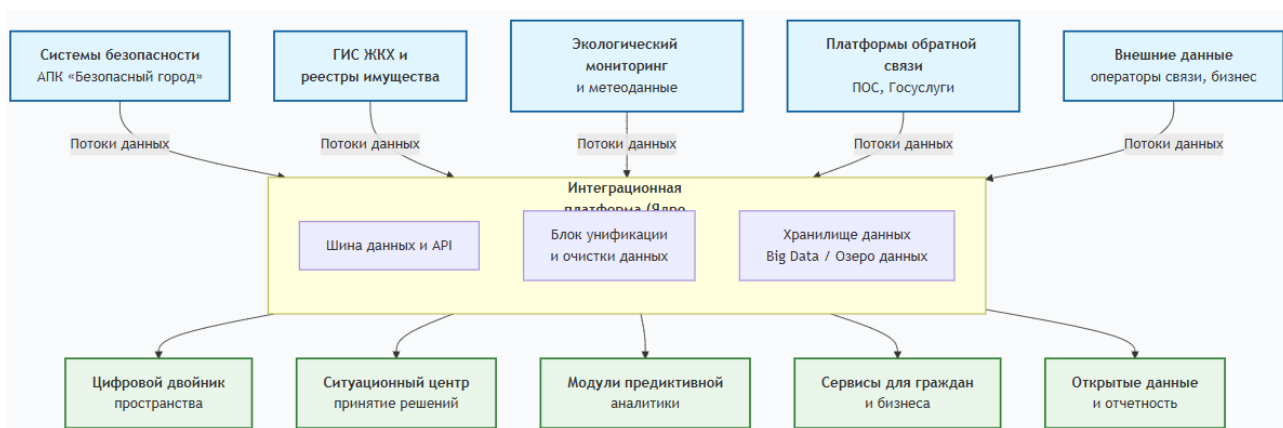 Системы безопасности
АПК «Безопасный город»
ГИС ЖКХ и
реестры имущества
Экологический
мониторинг
и метеоданные
Платформы обратной
связи
ПОС, Госуслуги
Внешние данные
операторы связи, бизнес
Потоки данных
Потоки данных
Потоки данных
Потоки данных
Потоки данных
Интеграционная
платформа (Ядро
Шина данных и API
Блок унификации
и очистки данных
Хранилище данных
Big Data / Озеро данных
Цифровой двойник
пространства
Ситуационный центр
принятие решений
Модули предиктивной
аналитики
Сервисы для граждан
и бизнеса
Открытые данные
и отчетность